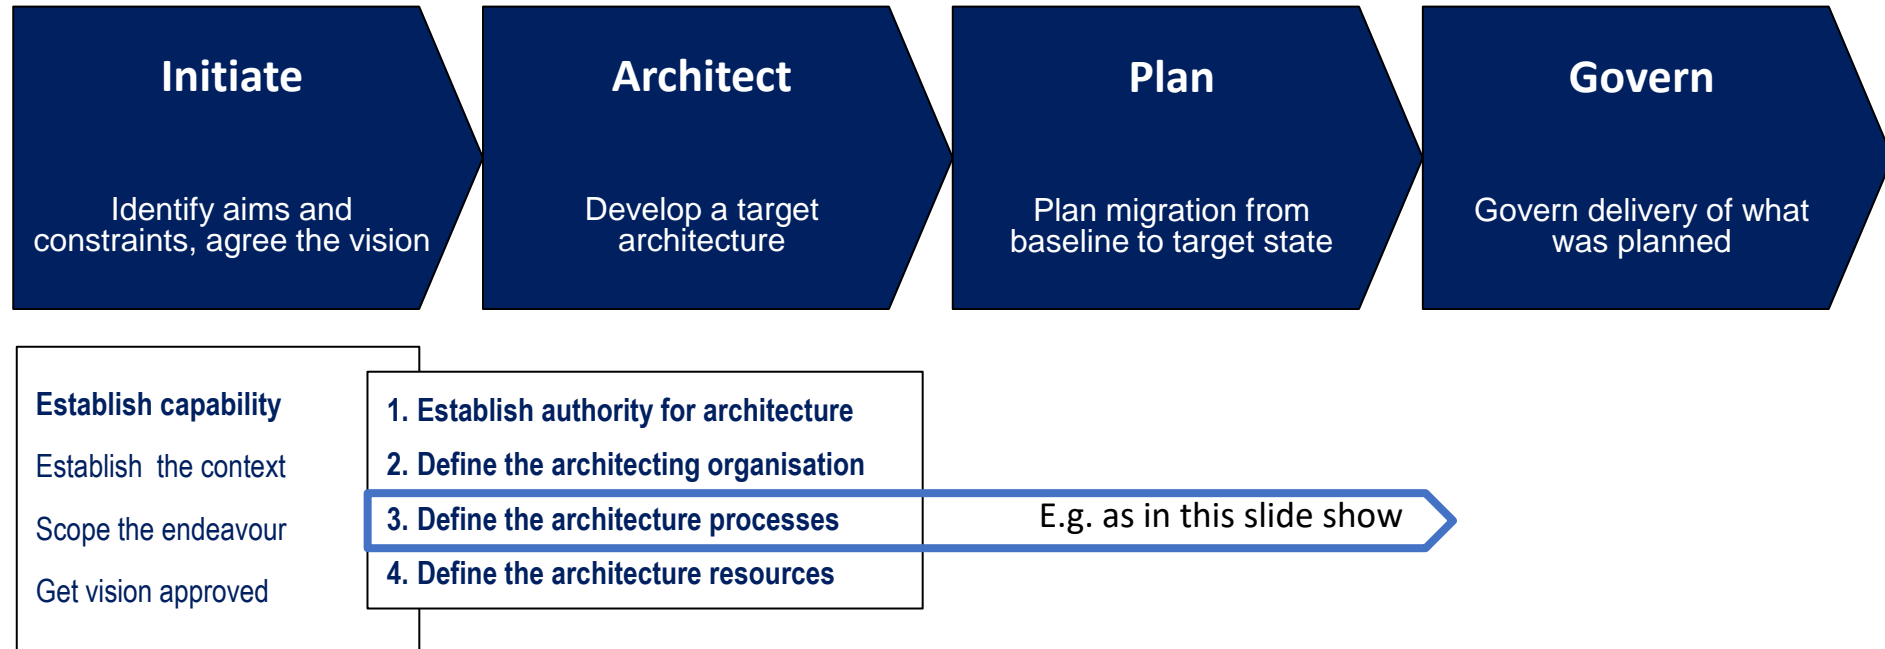 Initiate
Identify aims and
constraints, agree the vision
Architect
Develop a target
architecture
Plan
Plan migration from
baseline to target state
Govern
Govern delivery of what
was planned
Establish capability
Establish the context
Scope the endeavour
Get vision approved
1. Establish authority for architecture
2. Define the architecting organisation
3. Define the architecture processes
4. Define the architecture resources
E.g. as in this slide show